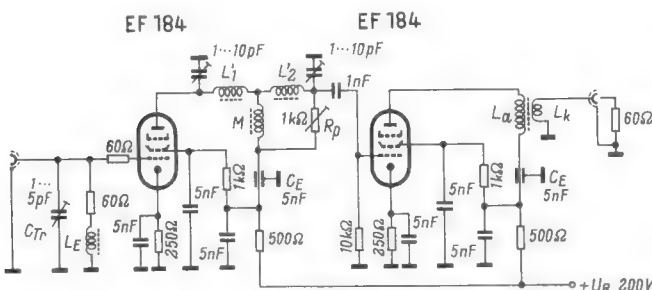 EF 184
EF 184
1...10pF
1...10pF
L'1
L'2
1nF
M
1kΩ
Rp
La
Lk
60Ω
60Ω
1...
5pF
CTr
60Ω
LE
5nF
250Ω
5nF
1kΩ
5nF
CE
5nF
500Ω
10kΩ
250Ω
5nF
5nF
1kΩ
5nF
CE
5nF
500Ω
+UB 200V